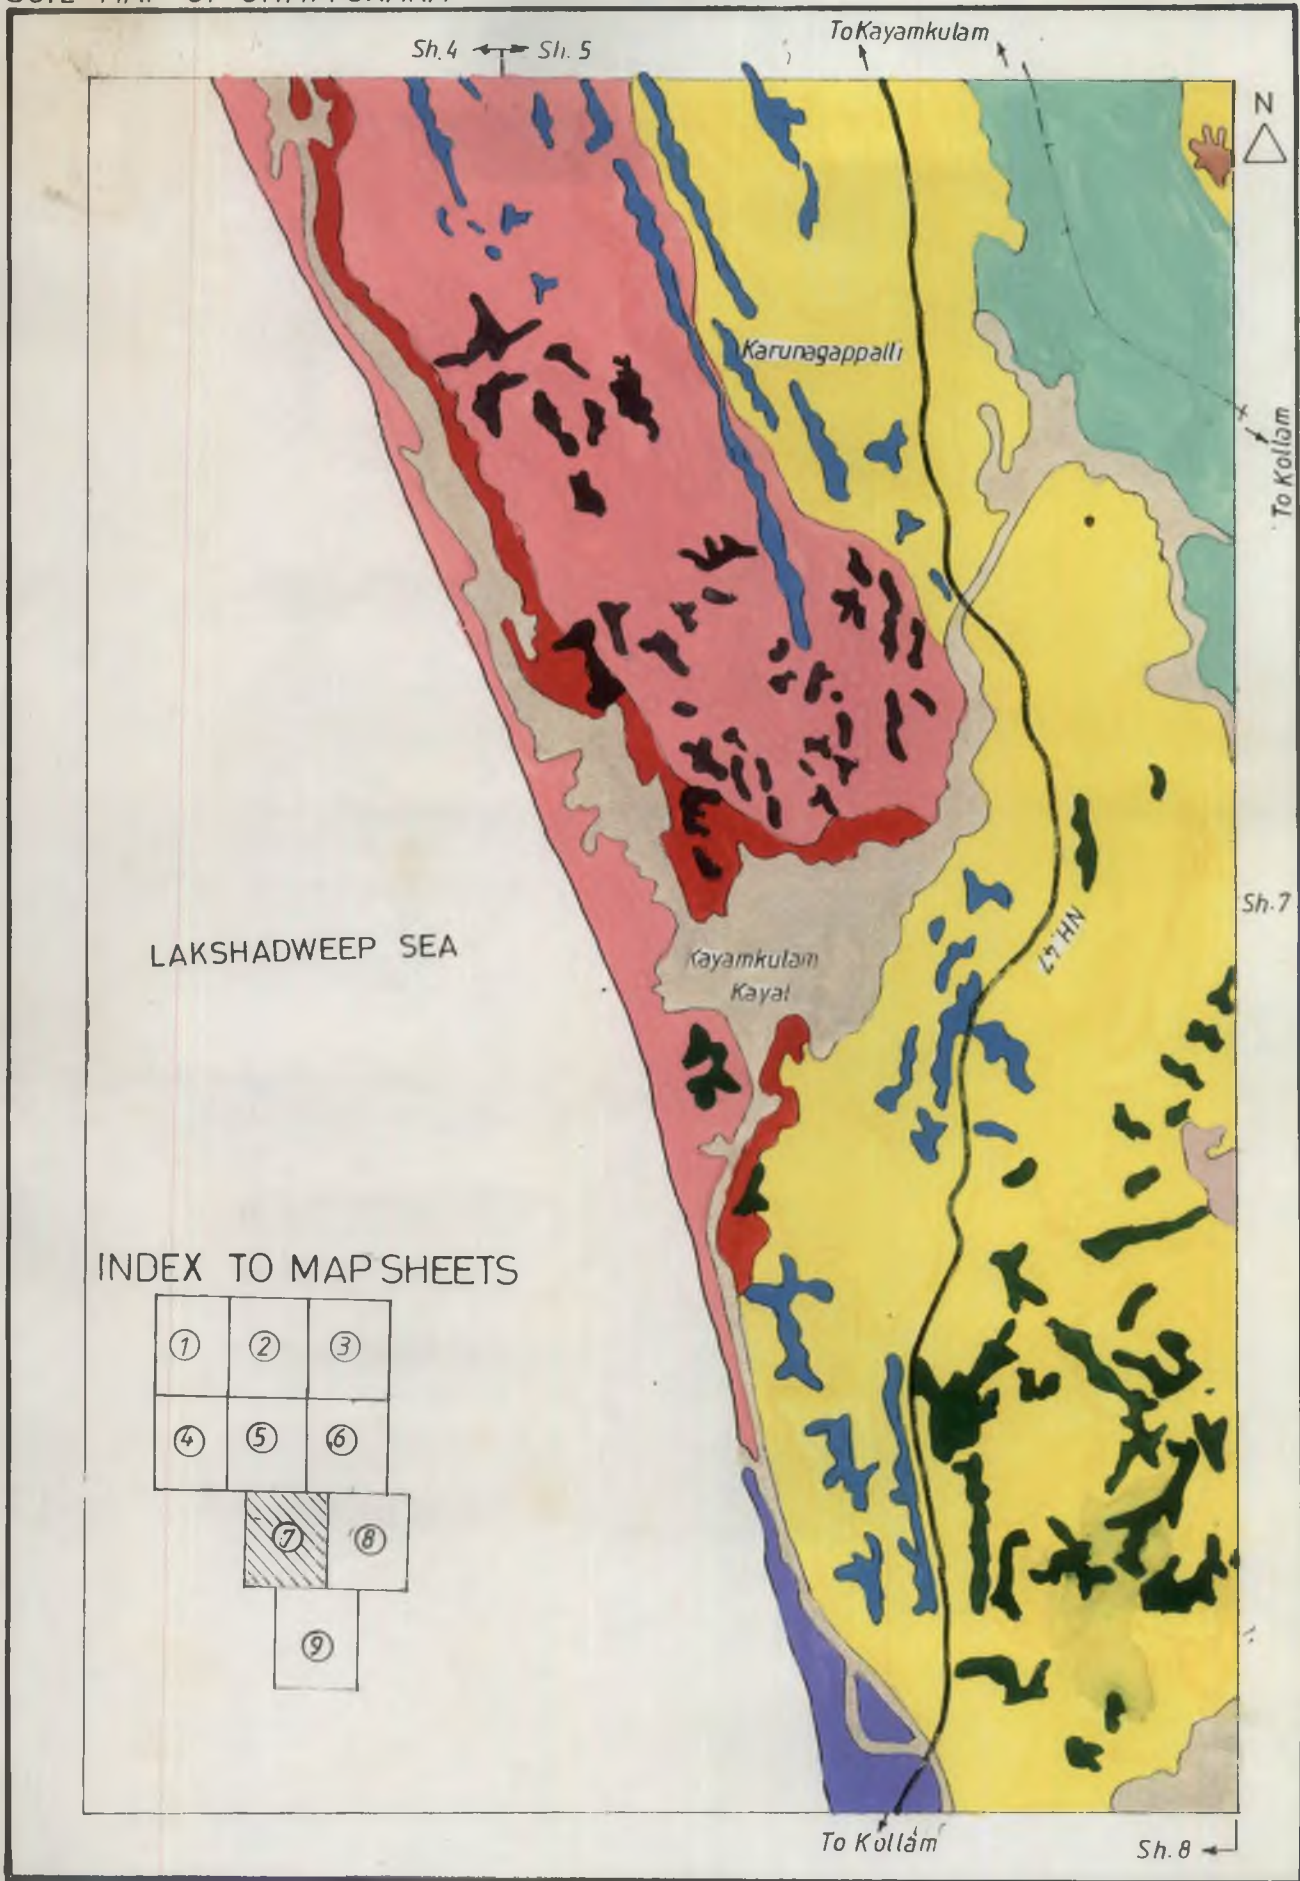 Sh. 4 Sh. 5
To Kayamkulam
N
Karunagappalli
To Kollam
Sh. 7
NH 47
LAKSHADWEEP SEA
Kayamkulam
Kayal
INDEX TO MAP SHEETS
1 2 3
4 5 6
7 8
9
To Kollam
Sh. 8